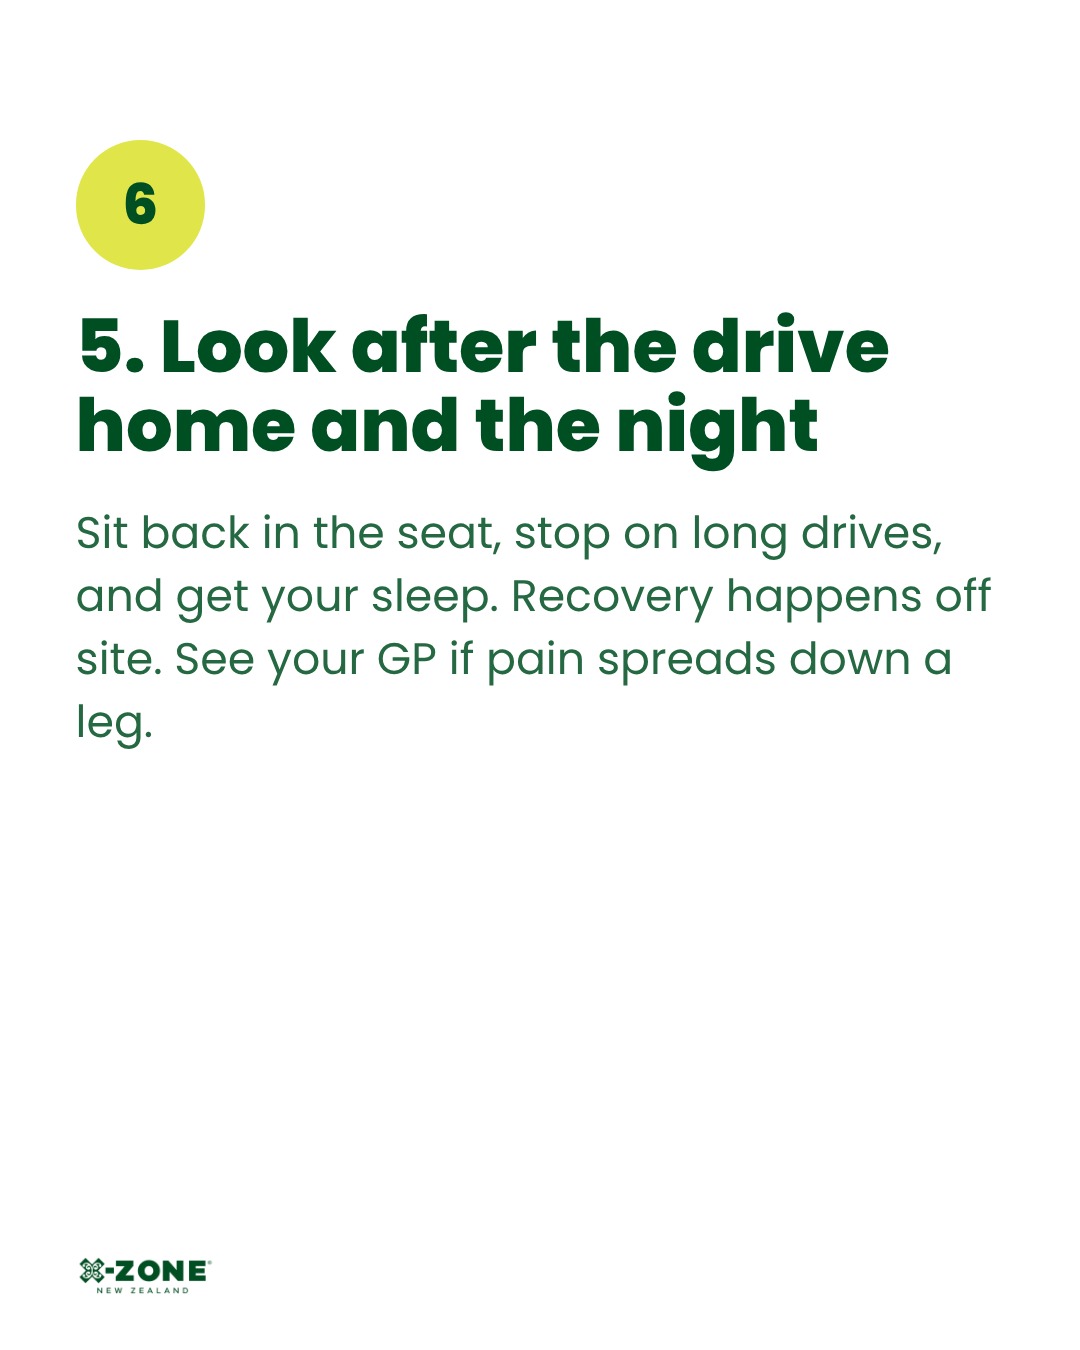 6
5. Look after the drive
home and the night
Sit back in the seat, stop on long drives,
and get your sleep. Recovery happens off
site. See your GP if pain spreads down a
leg.
X-ZONE
NEW ZEALAND